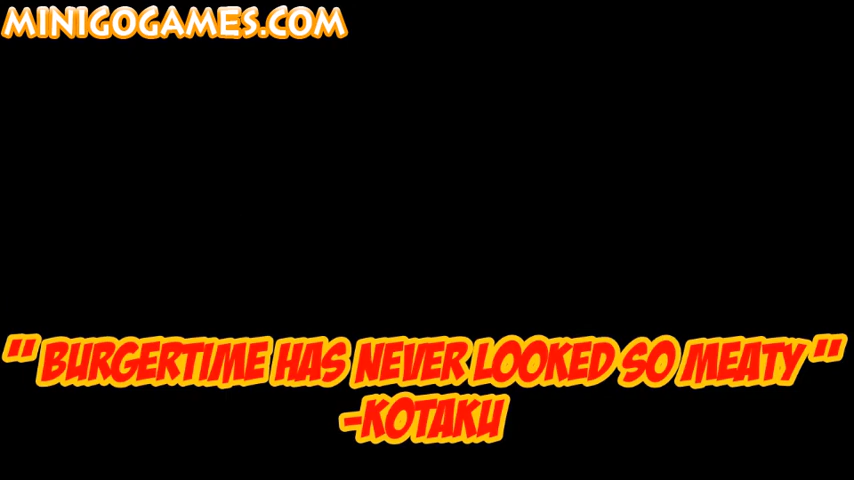 MINIGOGAMES.COM
" BURGERTIME HAS NEVER LOOKED SO MEATY "
-KOTAKU